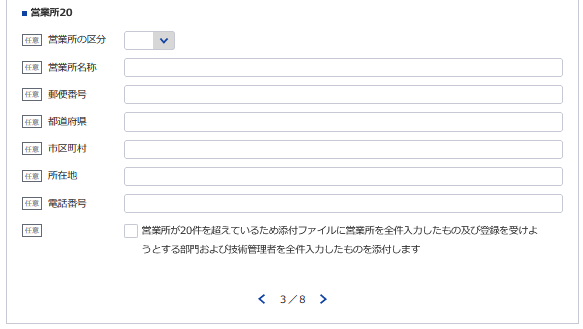 営業所20
任意 営業所の区分
任意 営業所名称
任意 郵便番号
任意 都道府県
任意 市区町村
任意 所在地
任意 電話番号
任意 営業所が20件を超えているため添付ファイルに営業所を全件入力したもの及び登録を受けよ
うとする部門および技術管理者を全件入力したものを添付します
3／8